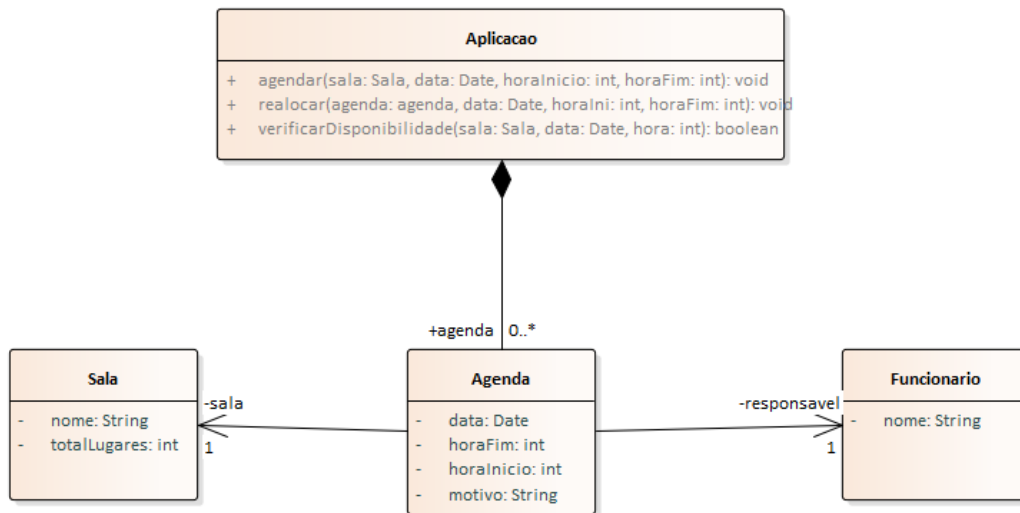 Aplicacao
+ agendar(sala: Sala, data: Date, horaInicio: int, horaFim: int): void
+ realocar(agenda: agenda, data: Date, horaIni: int, horaFim: int): void
+ verificarDisponibilidade(sala: Sala, data: Date, hora: int): boolean
+agenda 0..*
Sala
- nome: String
- totalLugares: int
-sala
1
Agenda
- data: Date
- horaFim: int
- horaInicio: int
- motivo: String
-responsavel
1
Funcionario
- nome: String